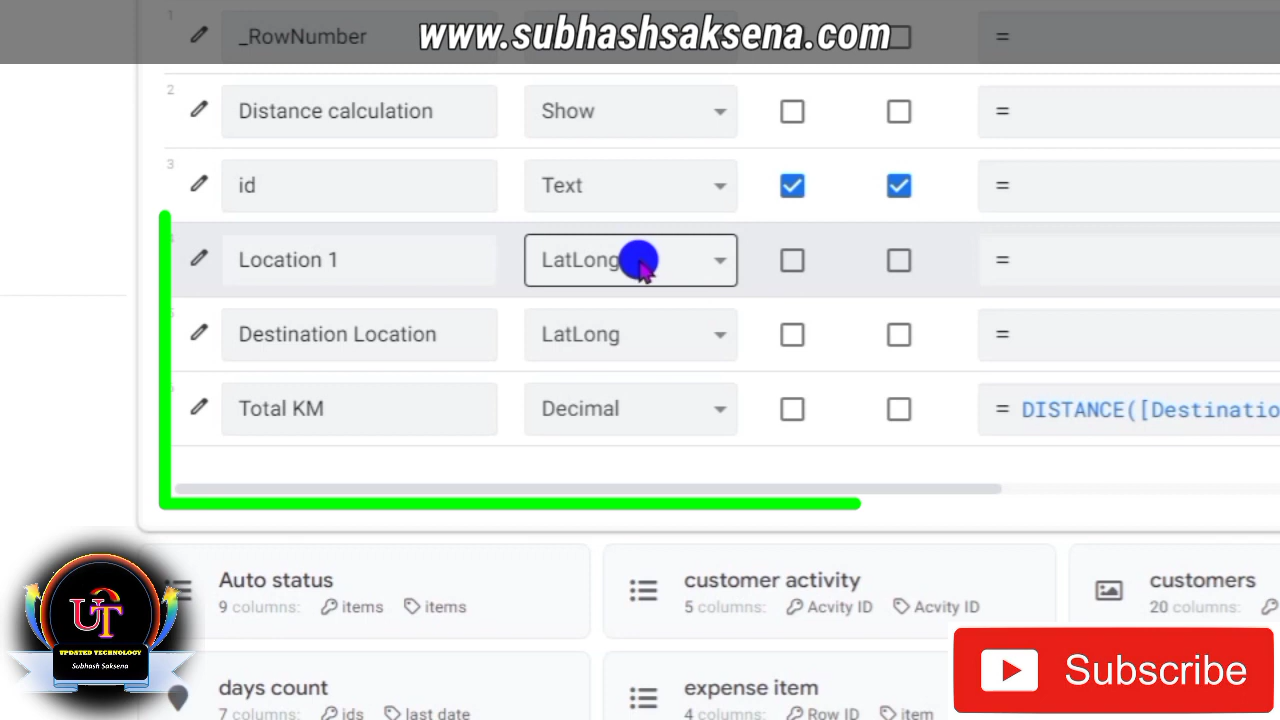 www.subhashsaksena.com
1
_RowNumber
=
2
Distance calculation
Show
=
3
id
Text
=
Location 1
LatLong
=
Destination Location
LatLong
=
Total KM
Decimal
= DISTANCE([Destinatio
Auto status
9 columns: items items
customer activity
5 columns: Acvity ID Acvity ID
customers
20 columns:
days count
7 columns: ids last date
expense item
4 columns: Row ID item
UT
UPDATED TECHNOLOGY
Subhash Saksena
Subscribe